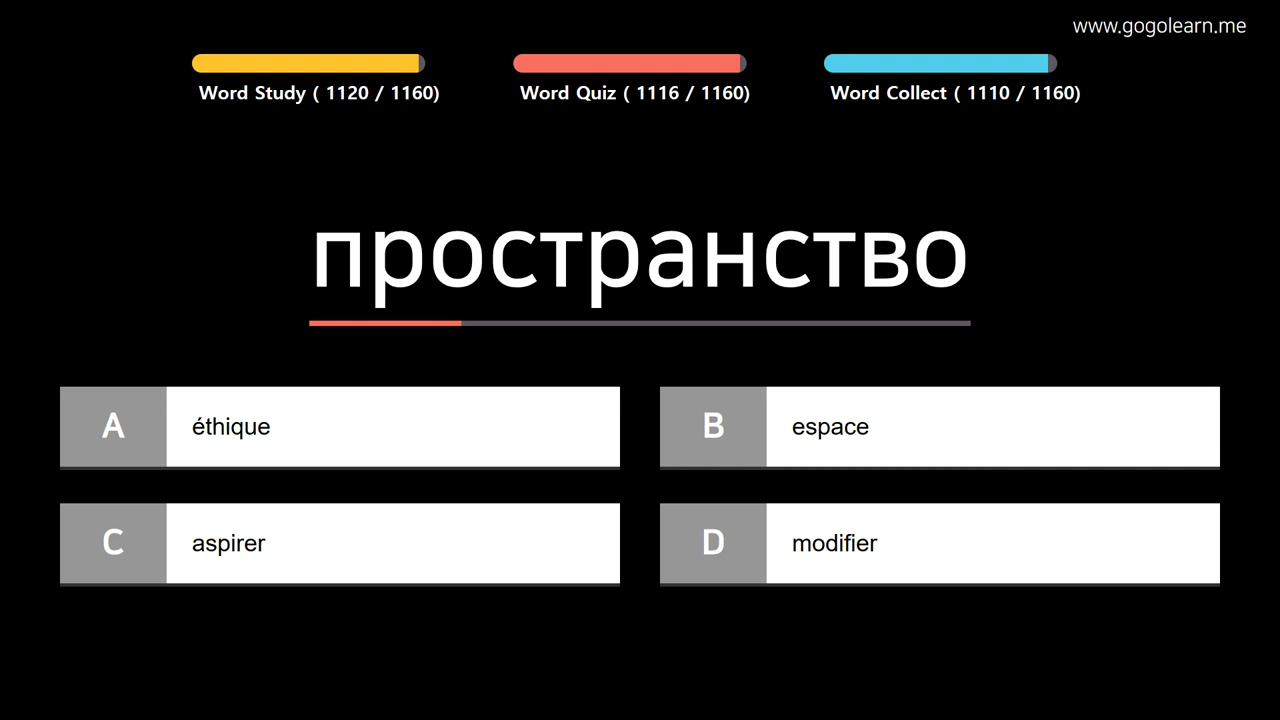 www.gogolearn.me
Word Study ( 1120 / 1160)
Word Quiz ( 1116 / 1160)
Word Collect ( 1110 / 1160)
пространство
A éthique
B espace
C aspirer
D modifier